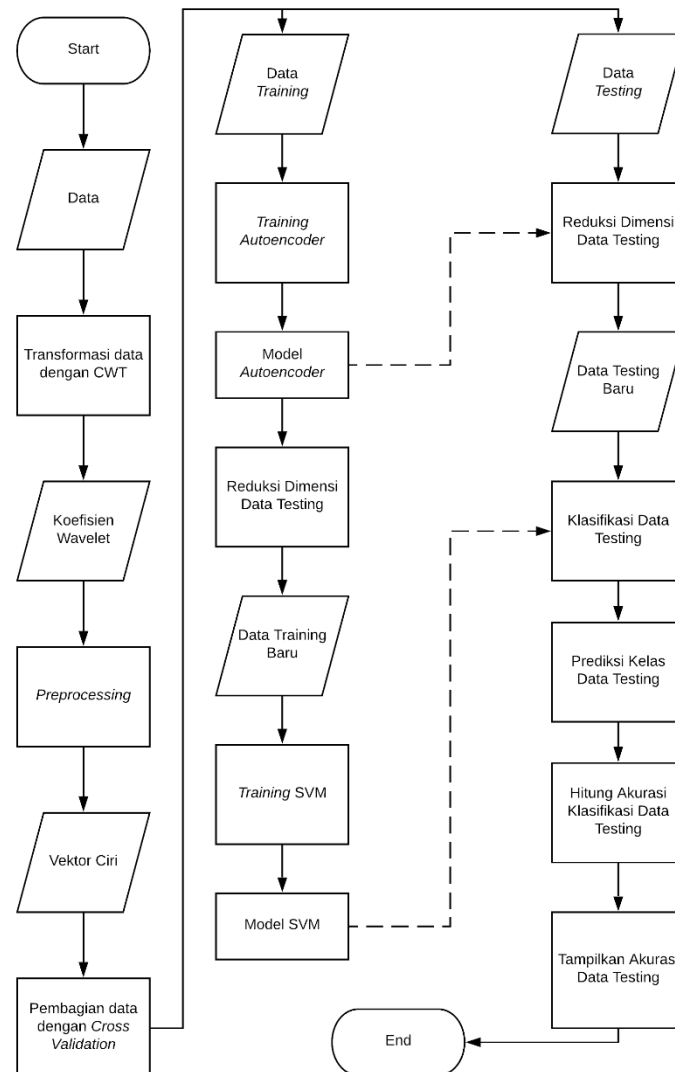 Start
Data
Transformasi data
dengan CWT
Koefisien
Wavelet
Preprocessing
Vektor Ciri
Pembagian data
dengan Cross
Validation
Data
Training
Training
Autoencoder
Model
Autoencoder
Reduksi Dimensi
Data Testing
Data Training
Baru
Training SVM
Model SVM
Data
Testing
Reduksi Dimensi
Data Testing
Data Testing
Baru
Klasifikasi Data
Testing
Prediksi Kelas
Data Testing
Hitung Akurasi
Klasifikasi Data
Testing
Tampilkan Akurasi
Data Testing
End